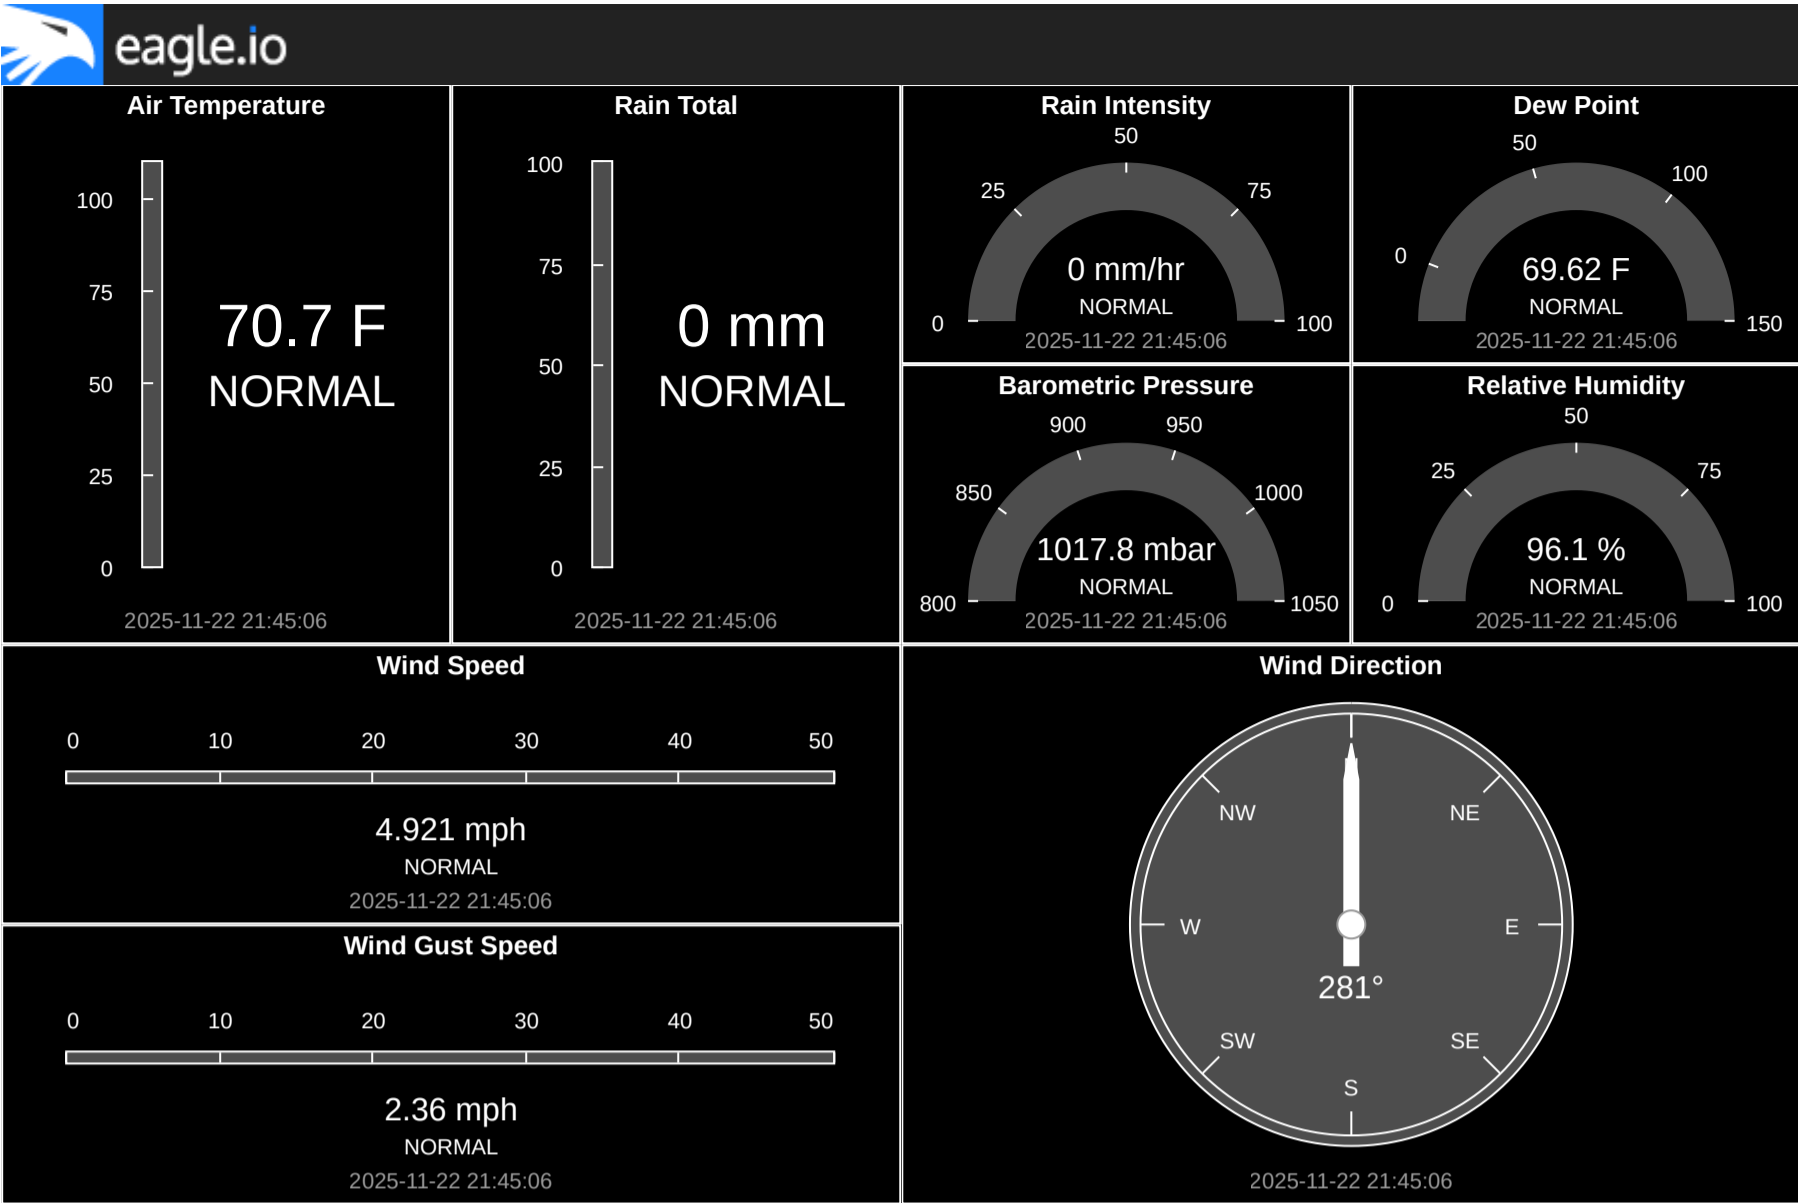 eagle.io
Air Temperature
100
75
50
25
0
70.7 F
NORMAL
2025-11-22 21:45:06
Rain Total
100
75
50
25
0
0 mm
NORMAL
2025-11-22 21:45:06
Rain Intensity
0
25
50
75
100
0 mm/hr
NORMAL
2025-11-22 21:45:06
Dew Point
0
50
100
150
69.62 F
NORMAL
2025-11-22 21:45:06
Barometric Pressure
800
850
900
950
1000
1050
1017.8 mbar
NORMAL
2025-11-22 21:45:06
Relative Humidity
0
25
50
75
100
96.1 %
NORMAL
2025-11-22 21:45:06
Wind Speed
0 10 20 30 40 50
4.921 mph
NORMAL
2025-11-22 21:45:06
Wind Gust Speed
0 10 20 30 40 50
2.36 mph
NORMAL
2025-11-22 21:45:06
Wind Direction
NW NE
W E
281°
SW SE
S
2025-11-22 21:45:06